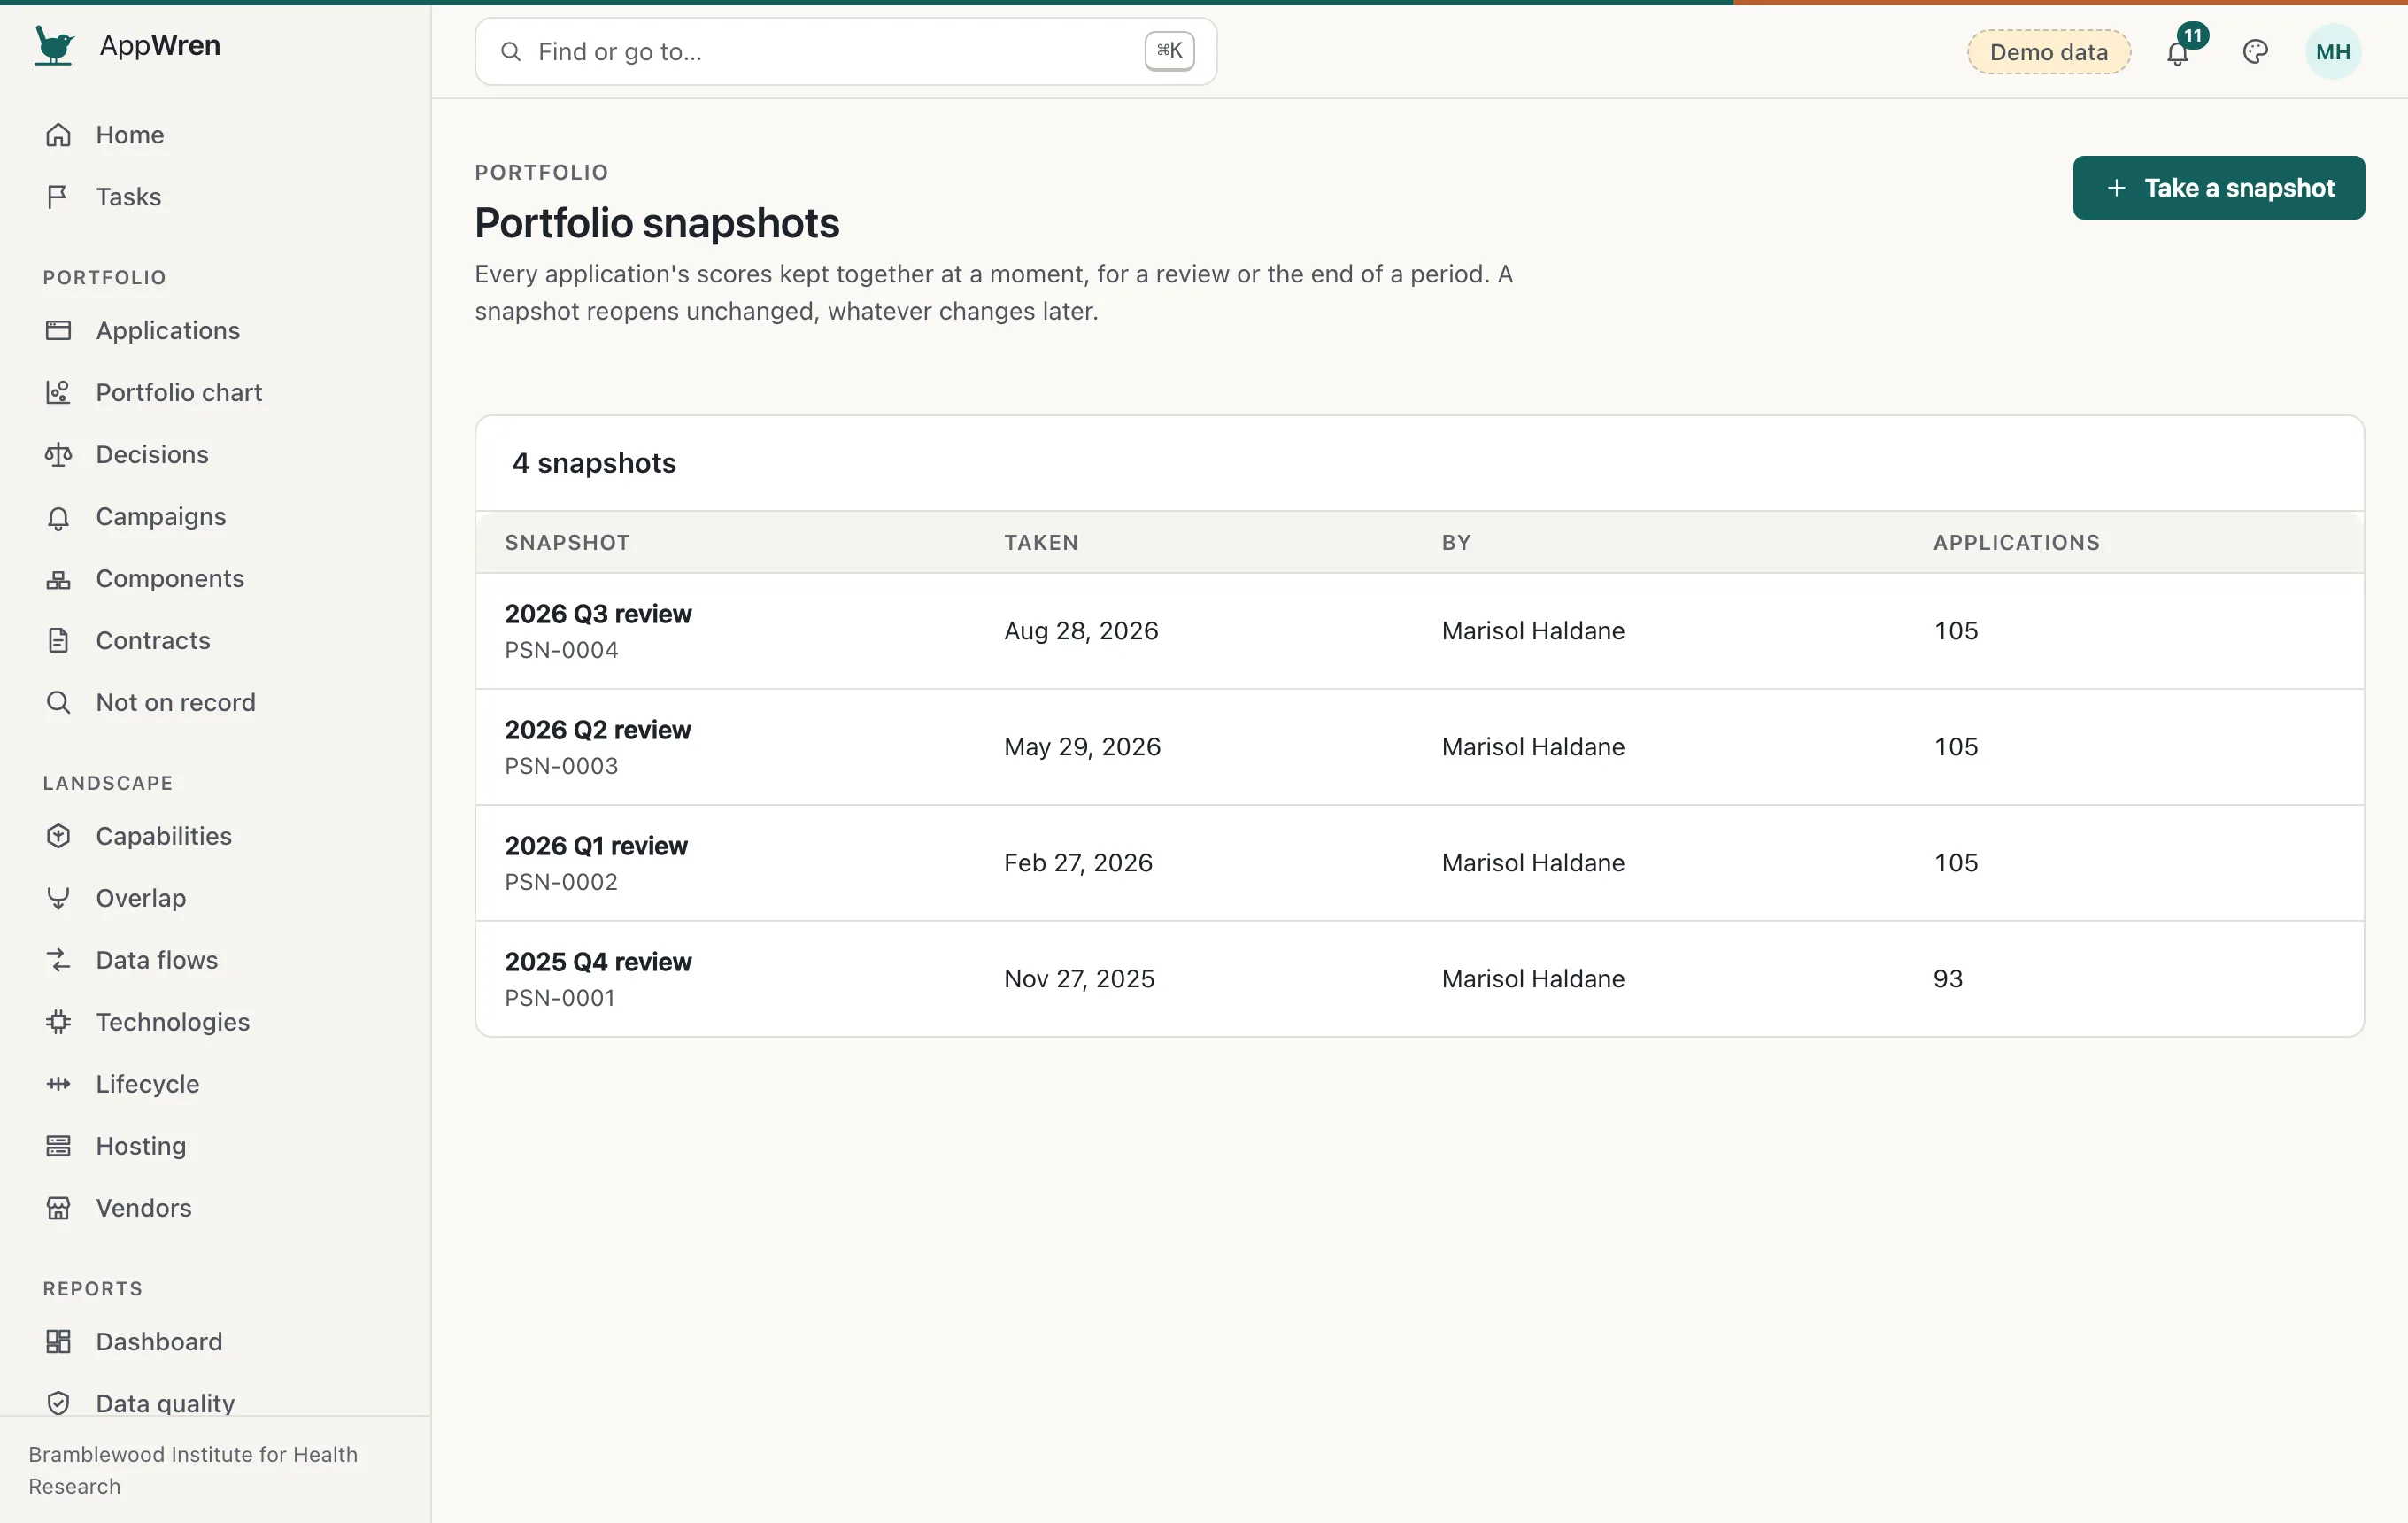 AppWren
Find or go to...
⌘K
Demo data
11
MH
Home
Tasks
PORTFOLIO
Applications
Portfolio chart
Decisions
Campaigns
Components
Contracts
Not on record
LANDSCAPE
Capabilities
Overlap
Data flows
Technologies
Lifecycle
Hosting
Vendors
REPORTS
Dashboard
Data quality
Bramblewood Institute for Health
Research
PORTFOLIO
Portfolio snapshots
Every application's scores kept together at a moment, for a review or the end of a period. A
snapshot reopens unchanged, whatever changes later.
+ Take a snapshot
4 snapshots
SNAPSHOT TAKEN BY APPLICATIONS
2026 Q3 review
PSN-0004
Aug 28, 2026
Marisol Haldane
105
2026 Q2 review
PSN-0003
May 29, 2026
Marisol Haldane
105
2026 Q1 review
PSN-0002
Feb 27, 2026
Marisol Haldane
105
2025 Q4 review
PSN-0001
Nov 27, 2025
Marisol Haldane
93